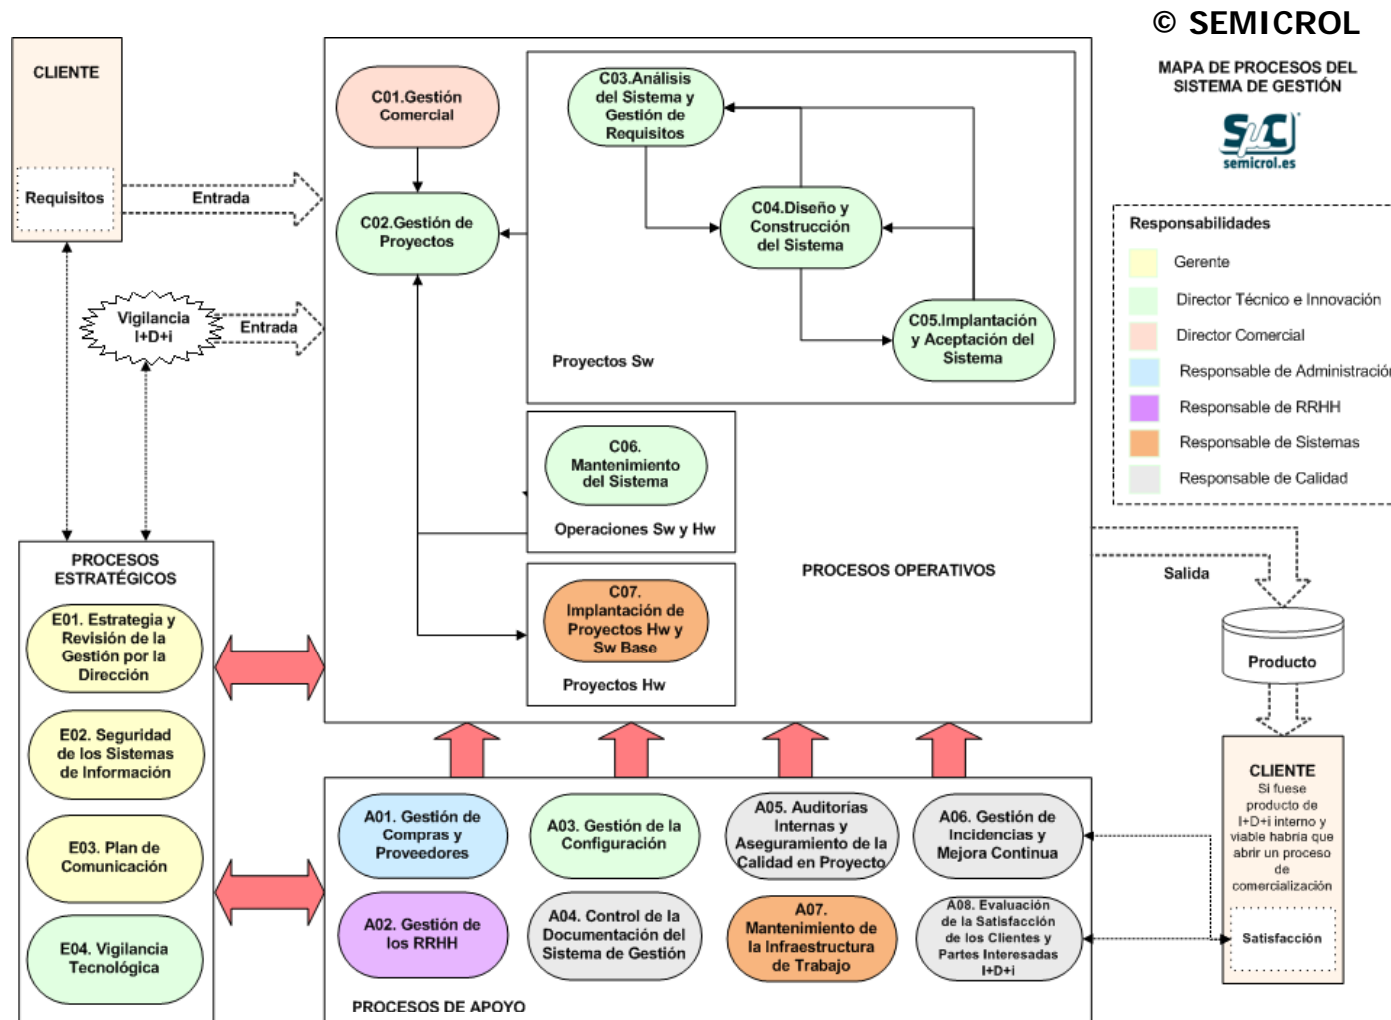 © SEMICROL
MAPA DE PROCESOS DEL
SISTEMA DE GESTIÓN
SμC
semicrol.es
CLIENTE
Requisitos
Entrada
Vigilancia
I+D+i
Entrada
C01.Gestión
Comercial
C02.Gestión de
Proyectos
C03.Análisis
del Sistema y
Gestión de
Requisitos
C04.Diseño y
Construcción
del Sistema
C05.Implantación
y Aceptación del
Sistema
Proyectos Sw
C06.
Mantenimiento
del Sistema
Operaciones Sw y Hw
C07.
Implantación de
Proyectos Hw y
Sw Base
Proyectos Hw
PROCESOS OPERATIVOS
Responsabilidades
Gerente
Director Técnico e Innovación
Director Comercial
Responsable de Administración
Responsable de RRHH
Responsable de Sistemas
Responsable de Calidad
Salida
Producto
CLIENTE
Si fuese
producto de
I+D+i interno y
viable habría que
abrir un proceso
de
comercialización
Satisfacción
PROCESOS
ESTRATÉGICOS
E01. Estrategia y
Revisión de la
Gestión por la
Dirección
E02. Seguridad
de los Sistemas
de Información
E03. Plan de
Comunicación
E04. Vigilancia
Tecnológica
A01. Gestión de
Compras y
Proveedores
A02. Gestión de
los RRHH
A03. Gestión de la
Configuración
A04. Control de la
Documentación del
Sistema de Gestión
A05. Auditorías
Internas y
Aseguramiento de la
Calidad en Proyecto
A07.
Mantenimiento de
la Infraestructura
de Trabajo
A06. Gestión de
Incidencias y
Mejora Continua
A08. Evaluación
de la Satisfacción
de los Clientes y
Partes Interesadas
I+D+i
PROCESOS DE APOYO